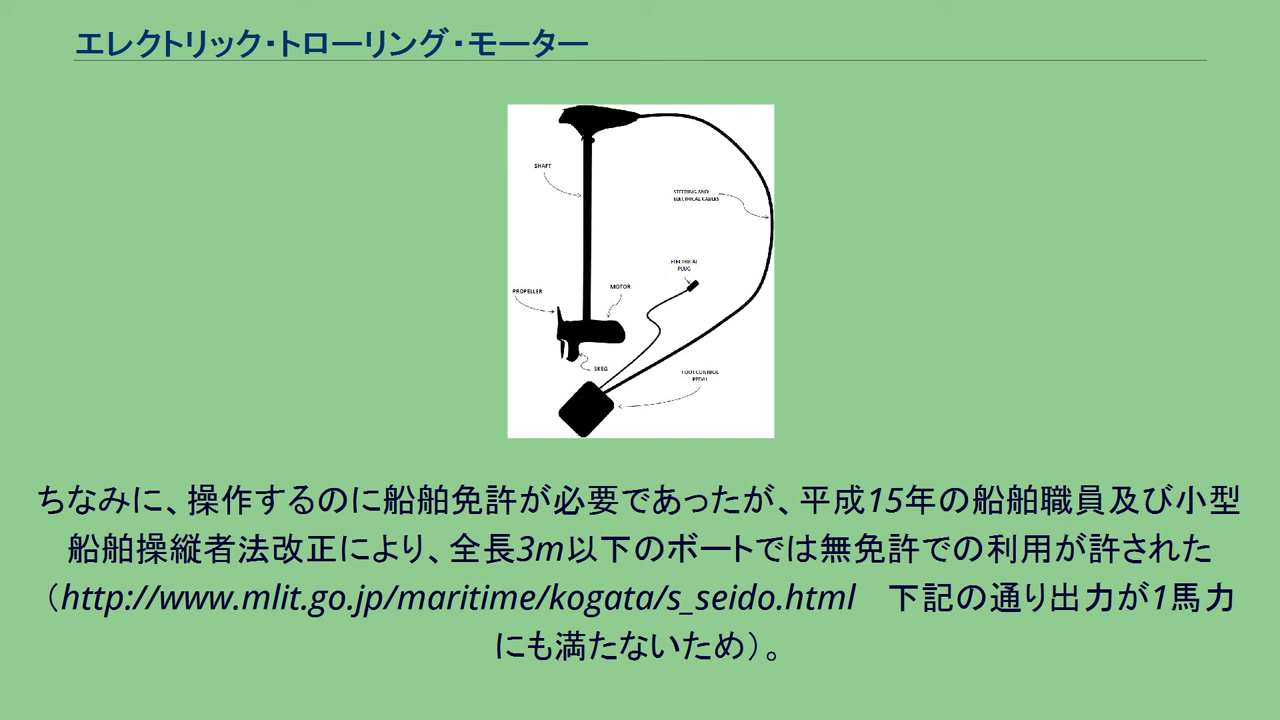 エレクトリック・トローリング・モーター
SHAFT
STEERING AND
ELECTRICAL CABLES
ELECTRICAL
PLUG
PROPELLER
MOTOR
SKEG
FOOT CONTROL
PEDAL
ちなみに、操作するのに船舶免許が必要であったが、平成15年の船舶職員及び小型
船舶操縦者法改正により、全長3m以下のボートでは無免許での利用が許された
（http://www.mlit.go.jp/maritime/kogata/s_seido.html　下記の通り出力が1馬力
にも満たないため）。